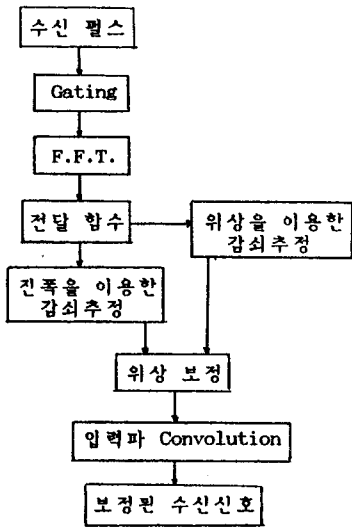 수신 펄스
Gating
F.F.T.
전달 함수
위상을 이용한
감쇠추정
진폭을 이용한
감쇠추정
위상 보정
입력파 Convolution
보정된 수신신호